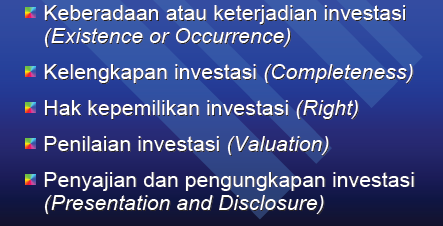 Keberadaan atau keterjadian investasi
(Existence or Occurrence)
Kelengkapan investasi (Completeness)
Hak kepemilikan investasi (Right)
Penilaian investasi (Valuation)
Penyajian dan pengungkapan investasi
(Presentation and Disclosure)